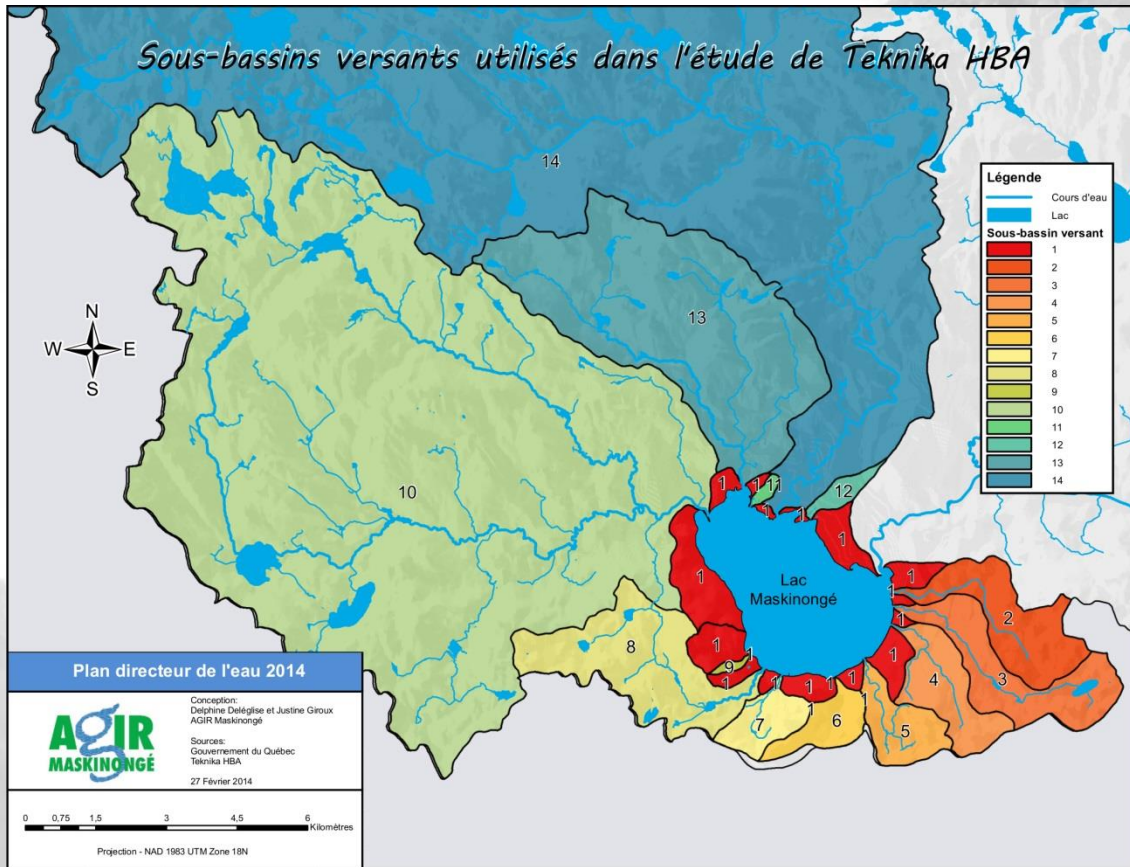 Sous-bassins versants utilisés dans l'étude de Teknika HBA
14
13
10
N
W E
S
Légende
Cours d'eau
Lac
Sous-bassin versant
1
2
3
4
5
6
7
8
9
10
11
12
13
14
1
1
11
1
1
12
1
1
Lac
Maskinongé
1
1
1
2
8
1
1
9
1
1
1
1
1
1
1
1
3
4
7
6
5
Plan directeur de l'eau 2014
AGIR
MASKINONGÉ
Conception:
Delphine Deléglise et Justine Giroux
AGIR Maskinongé
Sources:
Gouvernement du Québec
Teknika HBA
27 Février 2014
0 0,75 1,5 3 4,5 6
Kilomètres
Projection - NAD 1983 UTM Zone 18N